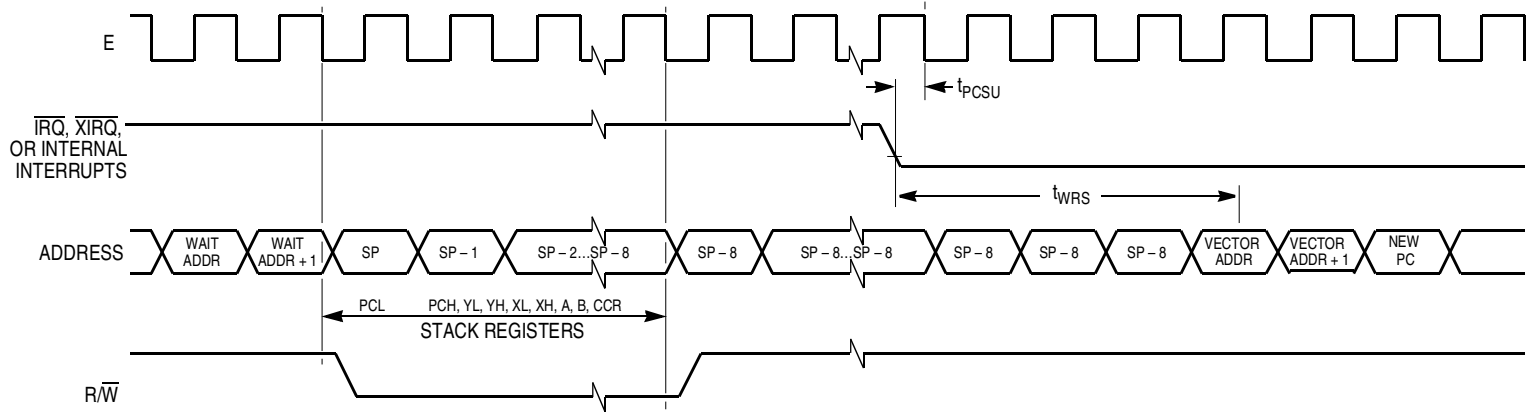 E
t_PCSU
IRQ, XIRQ,
OR INTERNAL
INTERRUPTS
t_WRS
ADDRESS
WAIT
ADDR
WAIT
ADDR + 1
SP
SP – 1
SP – 2...SP – 8
SP – 8
SP – 8...SP – 8
SP – 8
SP – 8
SP – 8
VECTOR
ADDR
VECTOR
ADDR + 1
NEW
PC
PCL
PCH, YL, YH, XL, XH, A, B, CCR
STACK REGISTERS
R/W